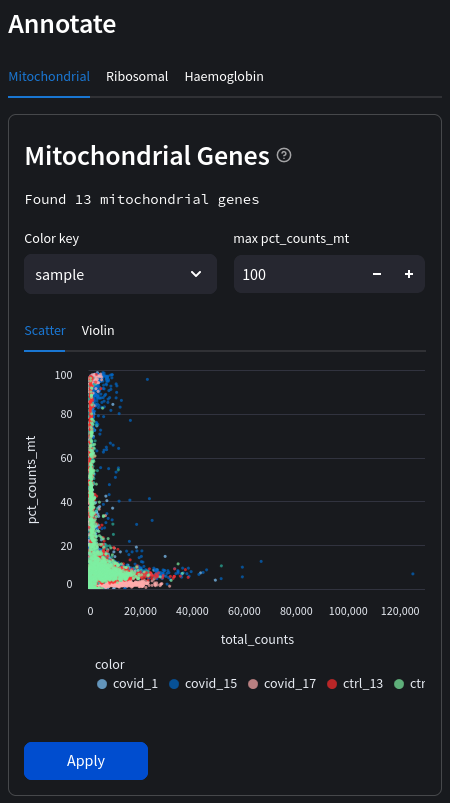 Annotate
Mitochondrial Ribosomal Haemoglobin
Mitochondrial Genes ?
Found 13 mitochondrial genes
Color key max pct_counts_mt
sample 100 − +
Scatter Violin
100
80
60
40
20
0
pct_counts_mt
0 20,000 40,000 60,000 80,000 100,000 120,000
total_counts
color
covid_1 covid_15 covid_17 ctrl_13 ctr
Apply